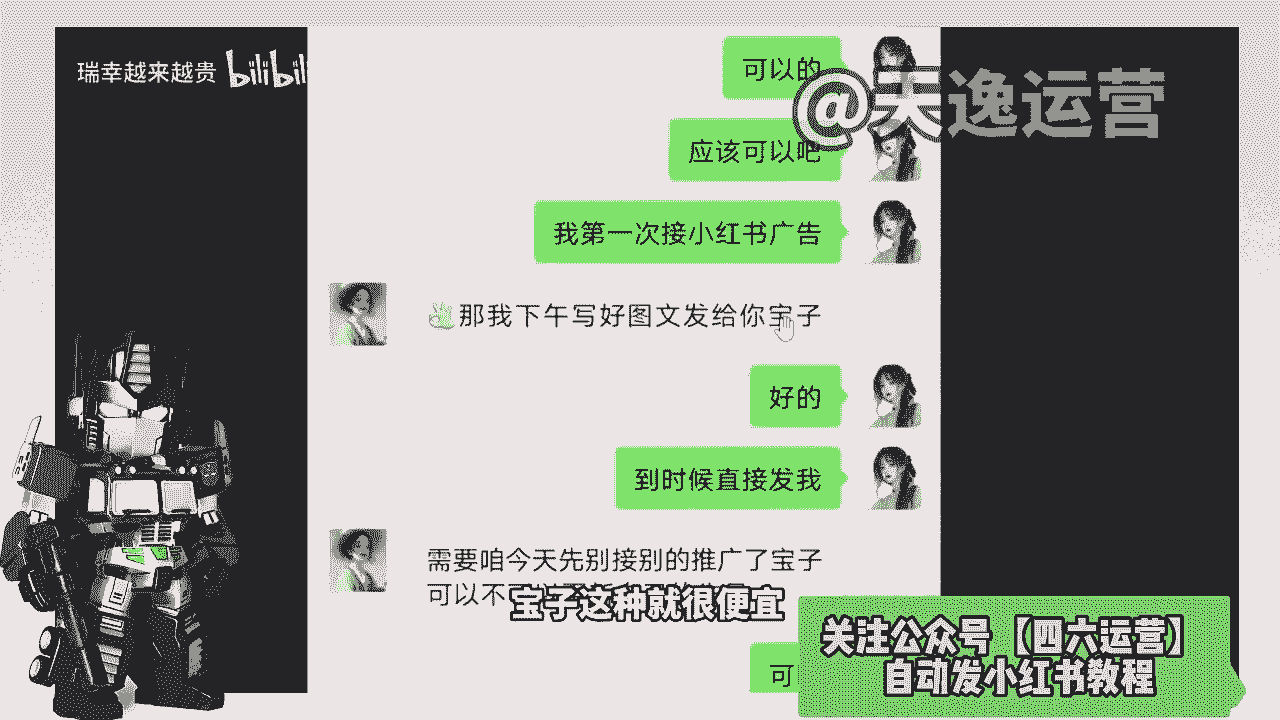 瑞幸越来越贵 bilibili
@天逸运营
可以的
应该可以吧
我第一次接小红书广告
那我下午写好图文发给你宝子
好的
到时候直接发我
需要咱今天先别接别的推广了宝子
可以不
宝子这种就很便宜
可
关注公众号【四六运营】
自动发小红书教程